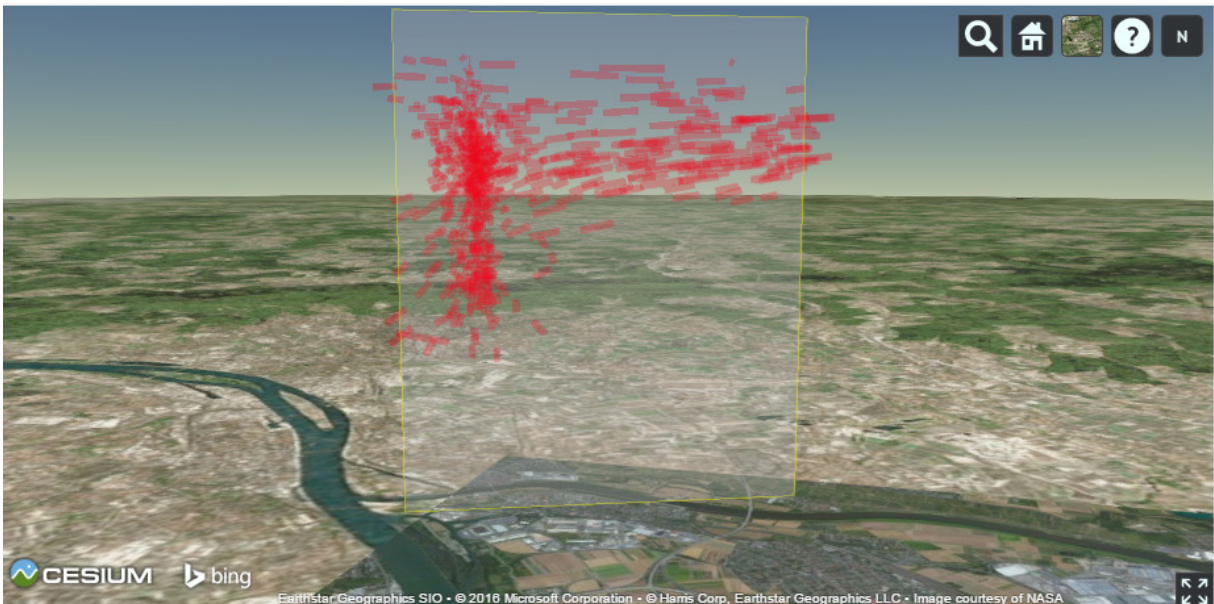 ?
N
CESIUM
bing
Earthstar Geographics SIO • © 2016 Microsoft Corporation • © Harris Corp, Earthstar Geographics LLC • Image courtesy of NASA